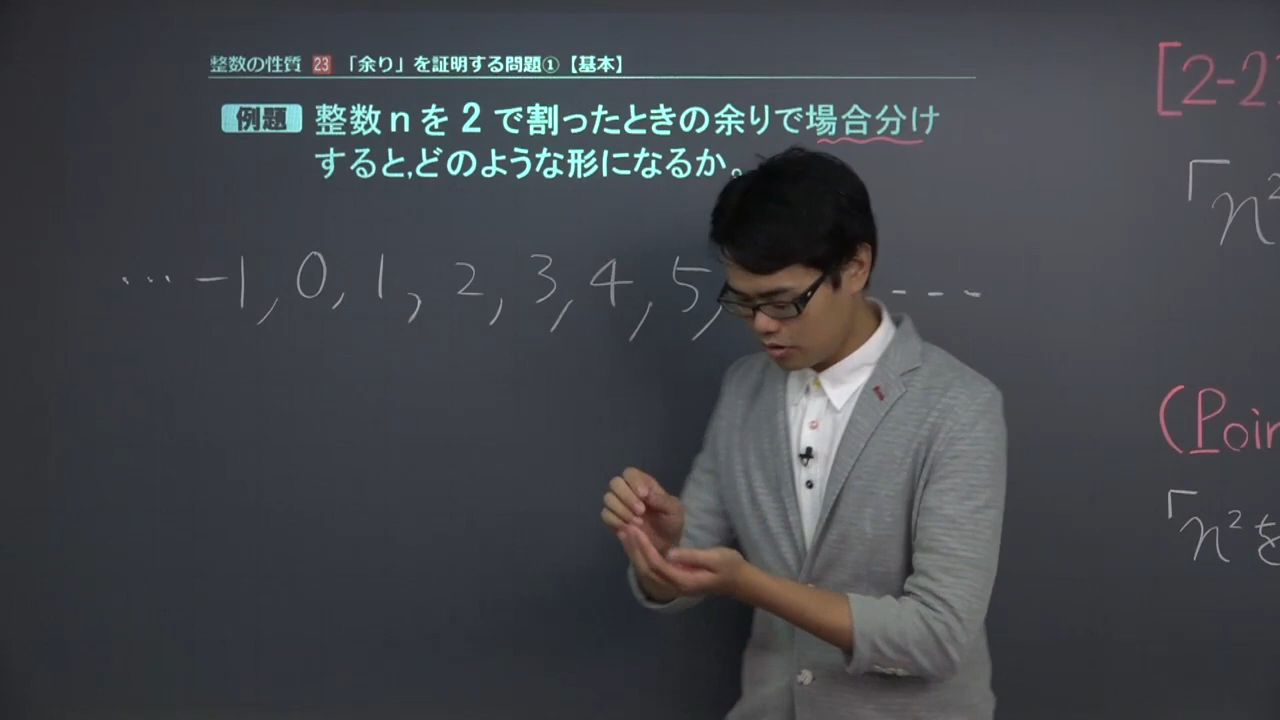 整数の性質 23 「余り」を証明する問題①【基本】
例題 整数 n を 2 で割ったときの余りで場合分け
すると,どのような形になるか。
… -1, 0, 1, 2, 3, 4, 5, ---
[2-2
「n²
(Poin
「n²を